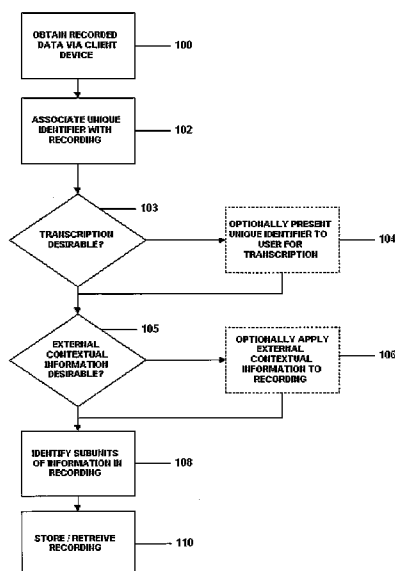 OBTAIN RECORDED
DATA VIA CLIENT
DEVICE
100
ASSOCIATE UNIQUE
IDENTIFIER WITH
RECORDING
102
103
TRANSCRIPTION
DESIRABLE?
OPTIONALLY PRESENT
UNIQUE IDENTIFIER TO
USER FOR
TRANSCRIPTION
104
105
EXTERNAL
CONTEXTUAL
INFORMATION
DESIRABLE?
OPTIONALLY APPLY
EXTERNAL
CONTEXTUAL
INFORMATION TO
RECORDING
106
IDENTIFY SUBUNITS
OF INFORMATION IN
RECORDING
108
STORE / RETREIVE
RECORDING
110